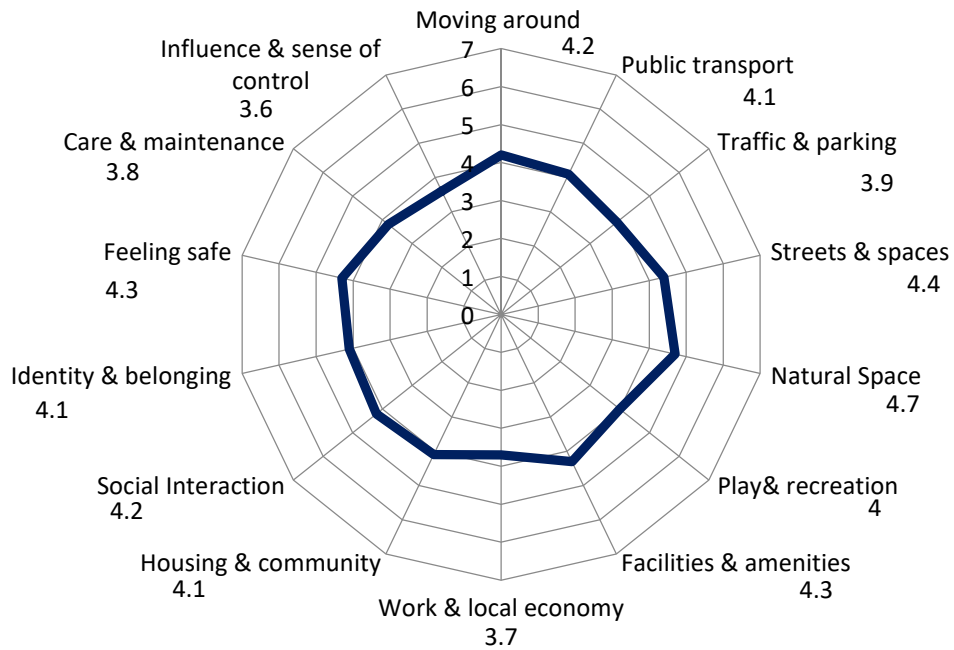 Moving around
4.2
Public transport
4.1
Traffic & parking
3.9
Streets & spaces
4.4
Natural Space
4.7
Play& recreation
4
Facilities & amenities
4.3
Work & local economy
3.7
Housing & community
4.1
Social Interaction
4.2
Identity & belonging
4.1
Feeling safe
4.3
Care & maintenance
3.8
Influence & sense of
control
3.6
7
6
5
4
3
2
1
0